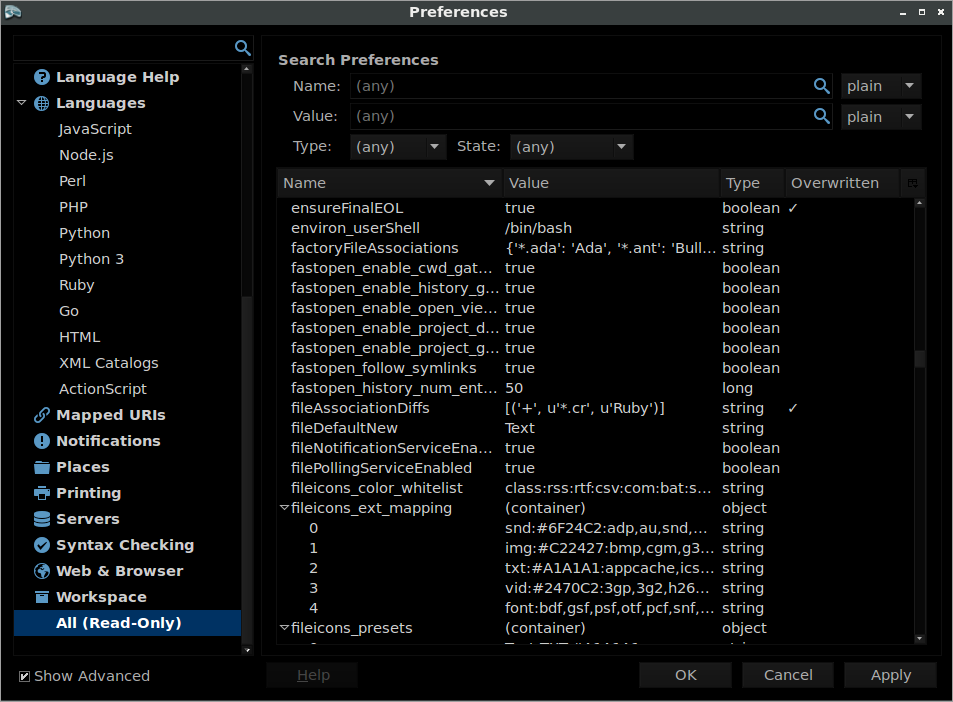 Preferences
Language Help
Languages
JavaScript
Node.js
Perl
PHP
Python
Python 3
Ruby
Go
HTML
XML Catalogs
ActionScript
Mapped URIs
Notifications
Places
Printing
Servers
Syntax Checking
Web & Browser
Workspace
All (Read-Only)
Show Advanced
Search Preferences
Name: (any) plain
Value: (any) plain
Type: (any) State: (any)
Name Value Type Overwritten
ensureFinalEOL true boolean ✓
environ_userShell /bin/bash string
factoryFileAssociations {'*.ada': 'Ada', '*.ant': 'Bull... string
fastopen_enable_cwd_gat... true boolean
fastopen_enable_history_g... true boolean
fastopen_enable_open_vie... true boolean
fastopen_enable_project_d... true boolean
fastopen_enable_project_g... true boolean
fastopen_follow_symlinks true boolean
fastopen_history_num_ent... 50 long
fileAssociationDiffs [('+', u'*.cr', u'Ruby')] string ✓
fileDefaultNew Text string
fileNotificationServiceEna... true boolean
filePollingServiceEnabled true boolean
fileicons_color_whitelist class:rss:rtf:csv:com:bat:s... string
fileicons_ext_mapping (container) object
0 snd:#6F24C2:adp,au,snd,... string
1 img:#C22427:bmp,cgm,g3... string
2 txt:#A1A1A1:appcache,ics... string
3 vid:#2470C2:3gp,3g2,h26... string
4 font:bdf,gsf,psf,otf,pcf,snf,... string
fileicons_presets (container) object
Help OK Cancel Apply